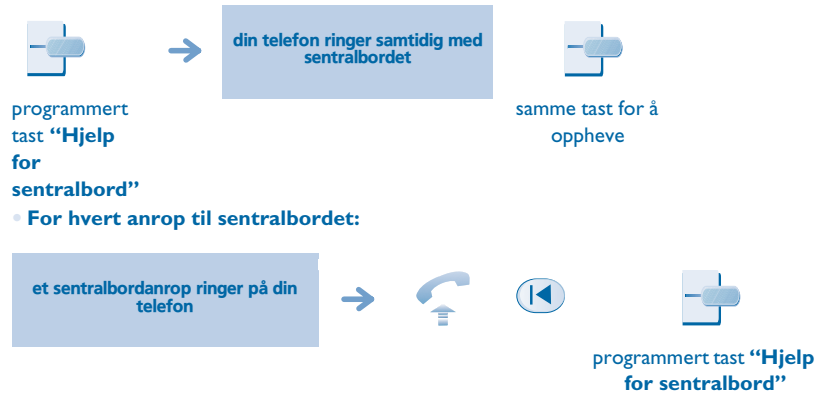 din telefon ringer samtidig med
sentralbordet
programmert
tast “Hjelp
for
sentralbord”
samme tast for å
oppheve
• For hvert anrop til sentralbordet:
et sentralbordanrop ringer på din
telefon
programmert tast “Hjelp
for sentralbord”